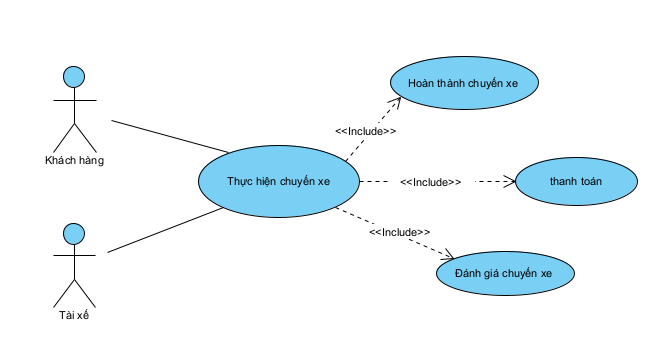 Hoàn thành chuyến xe
<<Include>>
Khách hàng
Thực hiện chuyến xe
<<Include>>
thanh toán
<<Include>>
Đánh giá chuyến xe
Tài xế